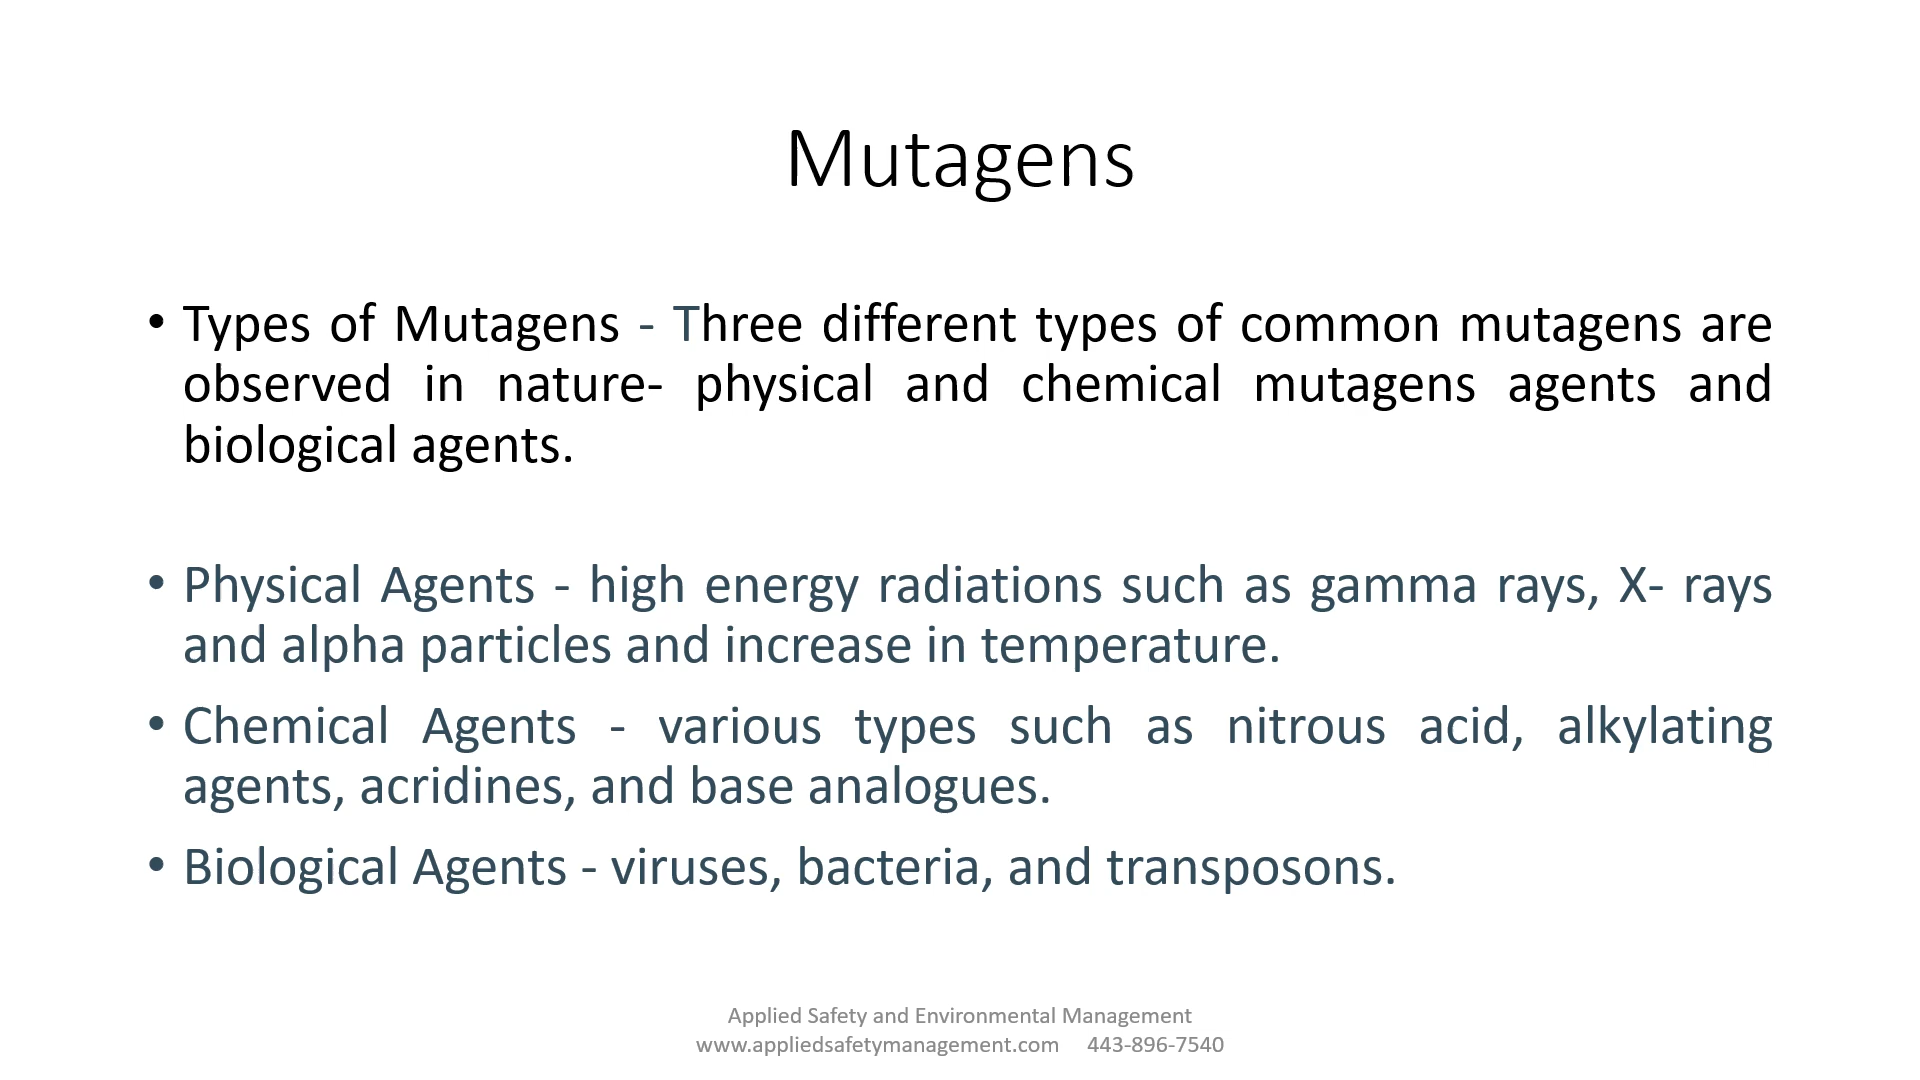 Mutagens
• Types of Mutagens - Three different types of common mutagens are
observed in nature- physical and chemical mutagens agents and
biological agents.
• Physical Agents - high energy radiations such as gamma rays, X- rays
and alpha particles and increase in temperature.
• Chemical Agents - various types such as nitrous acid, alkylating
agents, acridines, and base analogues.
• Biological Agents - viruses, bacteria, and transposons.
Applied Safety and Environmental Management
www.appliedsafetymanagement.com 443-896-7540